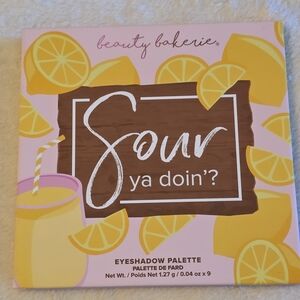 beauty bakerie®
Sour
ya doin'?
EYESHADOW PALETTE
PALETTE DE FARD
Net Wt. / Poids Net 1.27 g / 0.04 oz x 9